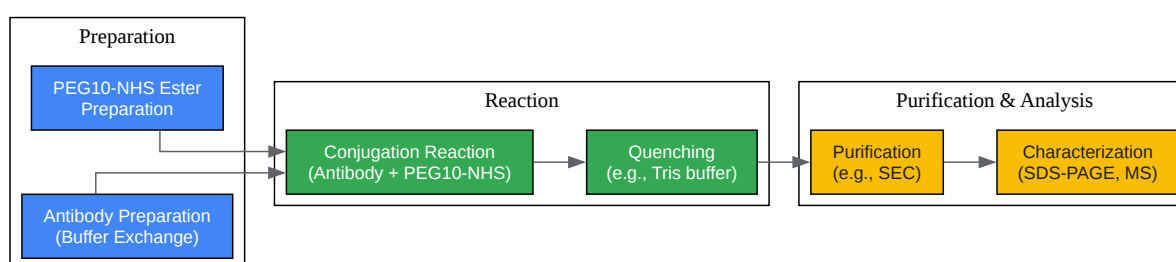 Preparation
PEG10-NHS Ester
Preparation
Antibody Preparation
(Buffer Exchange)
Reaction
Conjugation Reaction
(Antibody + PEG10-NHS)
Quenching
(e.g., Tris buffer)
Purification & Analysis
Purification
(e.g., SEC)
Characterization
(SDS-PAGE, MS)